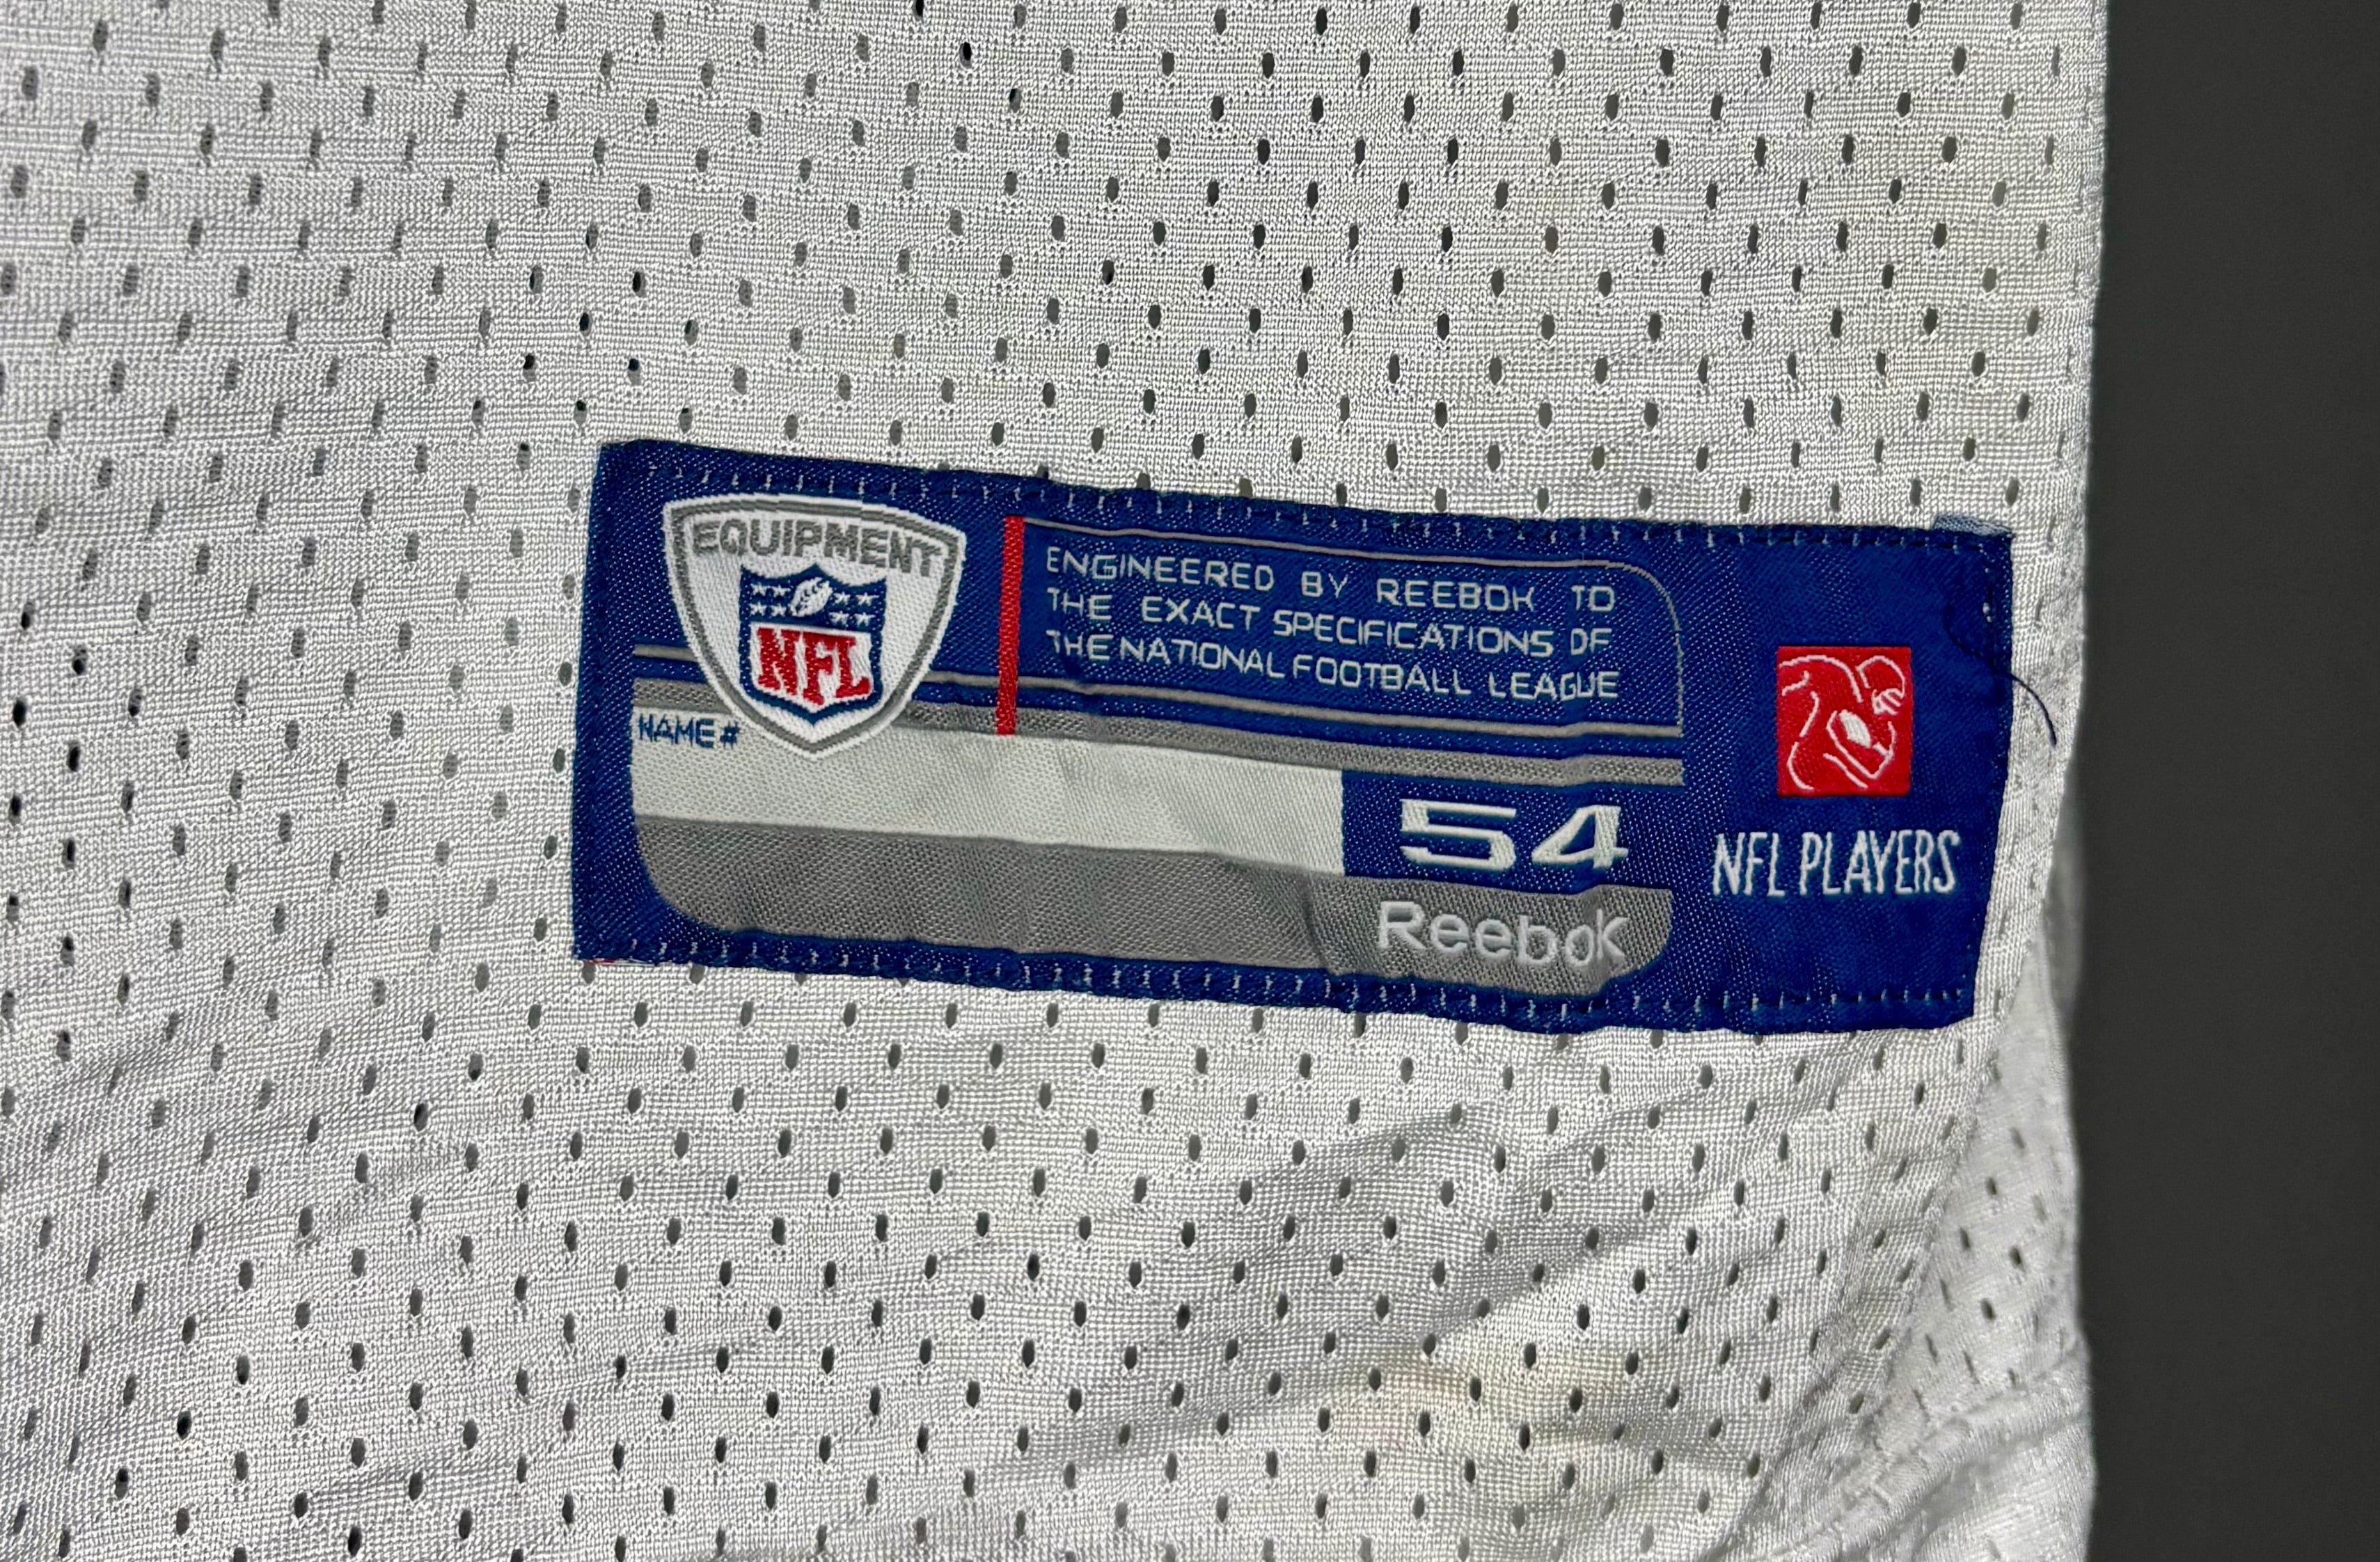 EQUIPMENT
NFL
ENGINEERED BY REEBOK TO
THE EXACT SPECIFICATIONS OF
THE NATIONAL FOOTBALL LEAGUE
NAME#
54
Reebok
NFL PLAYERS